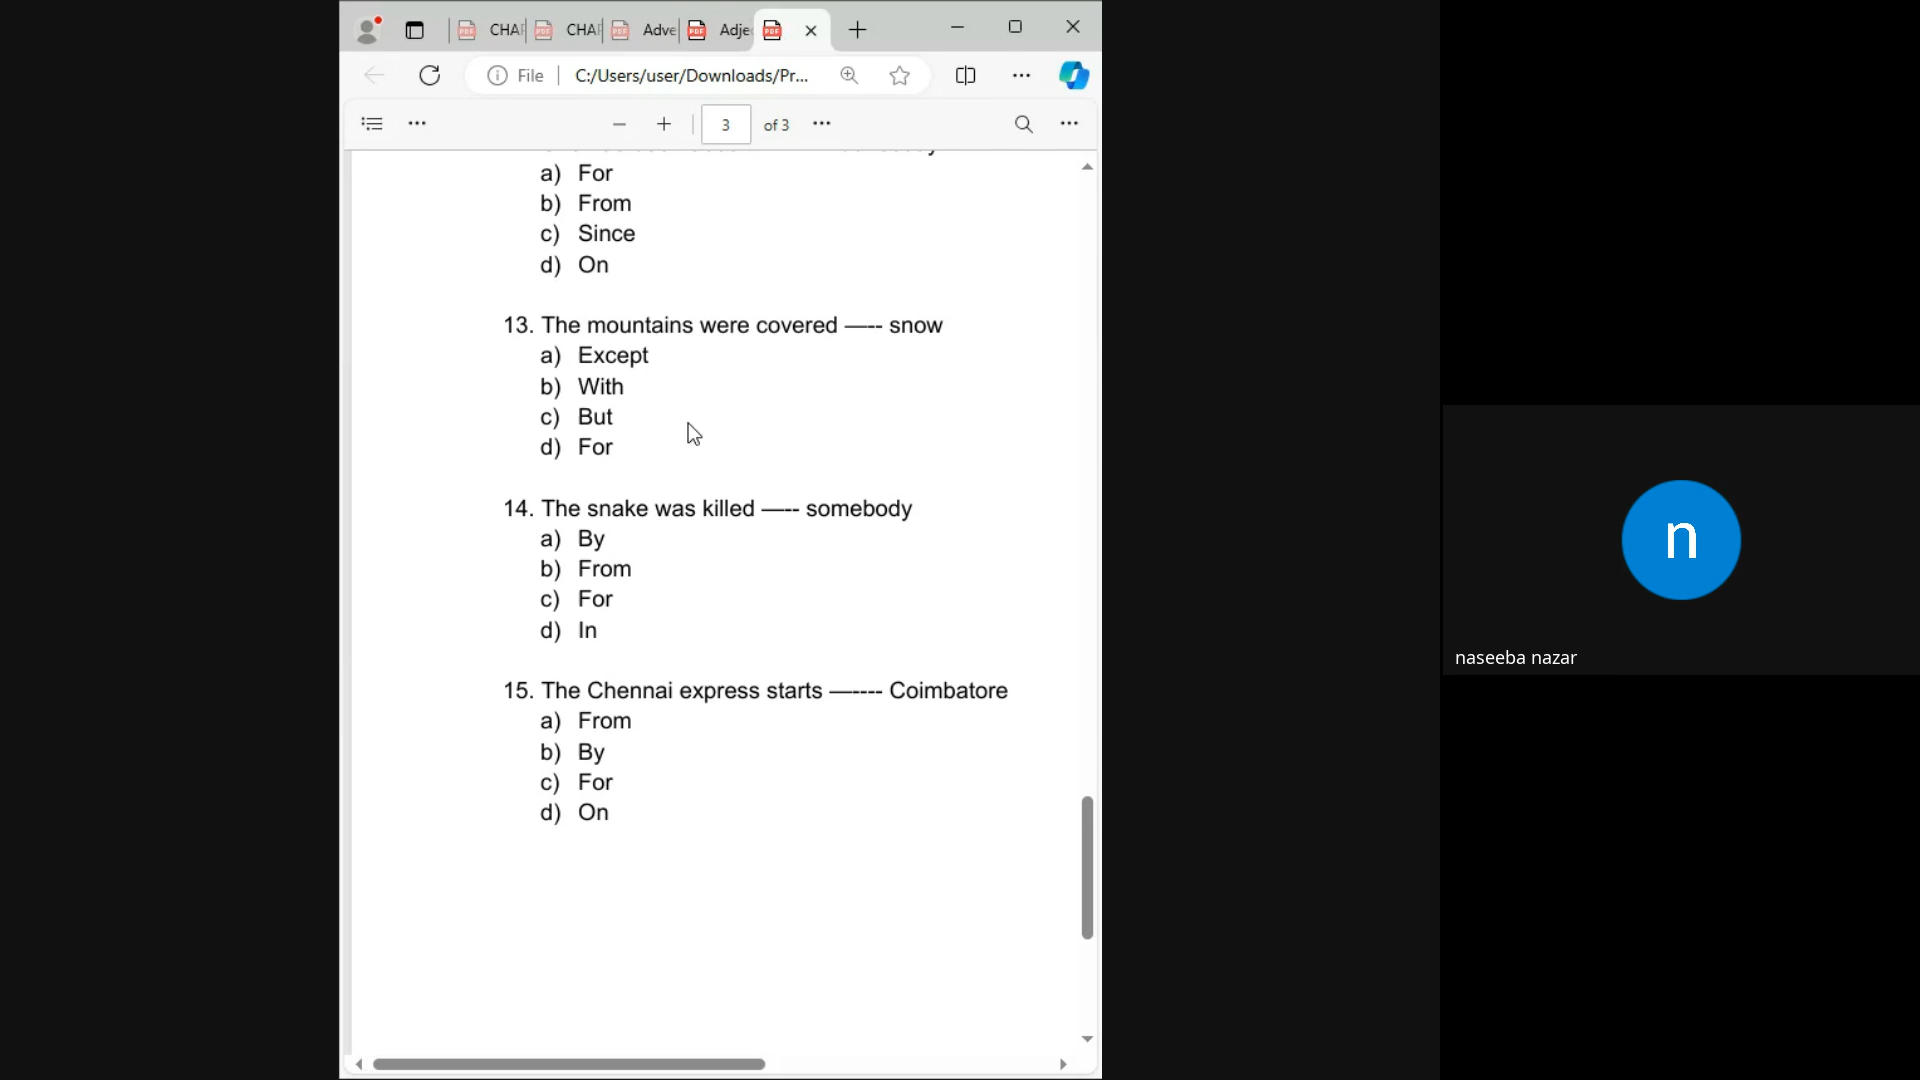 CHAI
CHAI
Adve
Adje
File
C:/Users/user/Downloads/Pr...
3 of 3
a) For
b) From
c) Since
d) On
13. The mountains were covered —-- snow
a) Except
b) With
c) But
d) For
14. The snake was killed —-- somebody
a) By
b) From
c) For
d) In
15. The Chennai express starts —---- Coimbatore
a) From
b) By
c) For
d) On
n
naseeba nazar